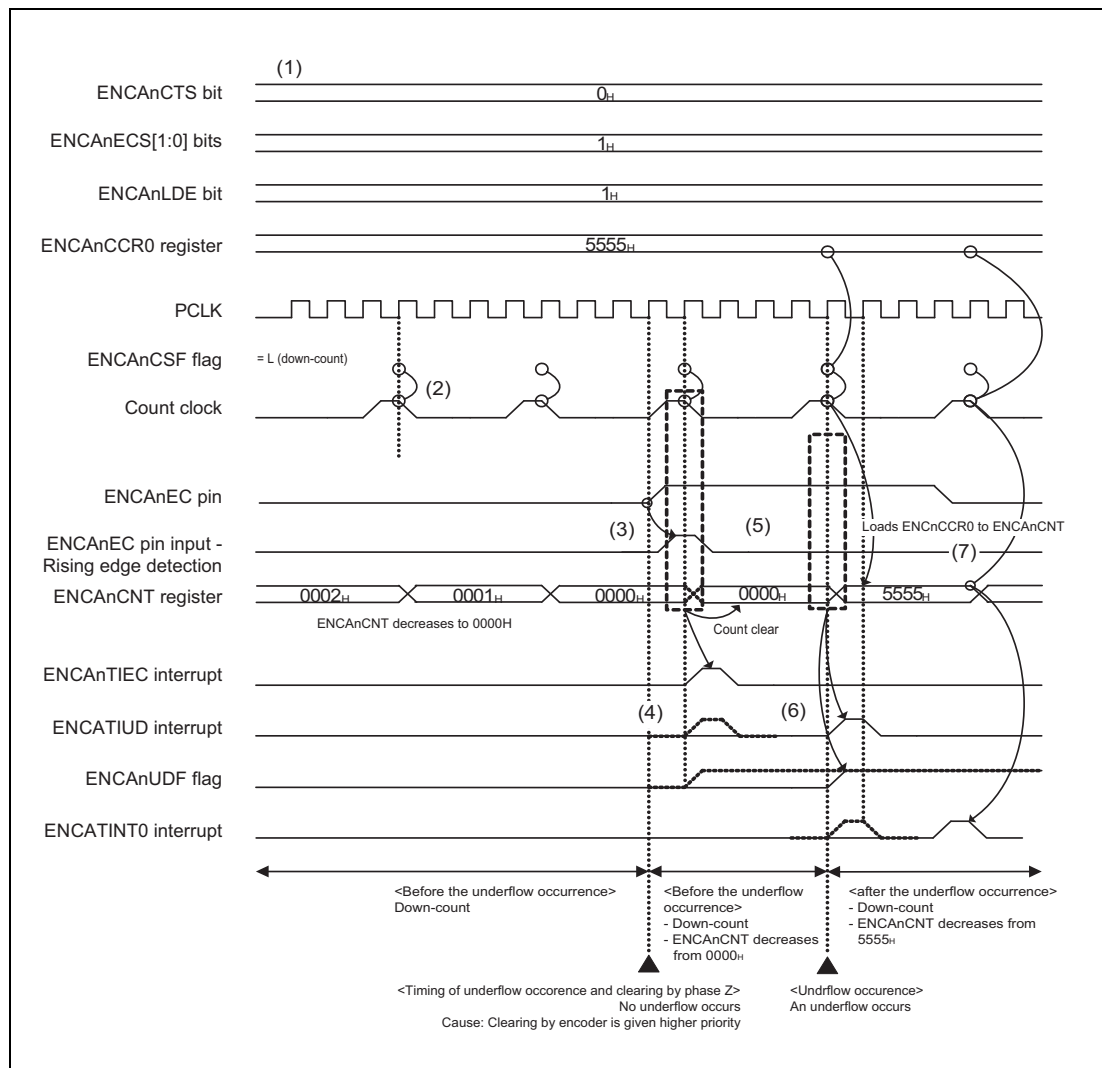 (1)
ENCAnCTS bit
0H
ENCAnECS[1:0] bits
1H
ENCAnLDE bit
1H
ENCAnCCR0 register
5555H
PCLK
ENCAnCSF flag
= L (down-count)
(2)
Count clock
ENCAnEC pin
(3)
(5)
Loads ENCnCCR0 to ENCAnCNT
ENCAnEC pin input -
Rising edge detection
(7)
ENCAnCNT register
0002H
0001H
0000H
0000H
5555H
ENCAnCNT decreases to 0000H
Count clear
ENCAnTIEC interrupt
(4)
(6)
ENCATIUD interrupt
ENCAnUDF flag
ENCATINT0 interrupt
<Before the underflow occurrence>
Down-count
<Before the underflow
occurrence>
- Down-count
- ENCAnCNT decreases
from 0000H
<after the underflow occurrence>
- Down-count
- ENCAnCNT decreases from
5555H
<Timing of underflow occorence and clearing by phase Z>
No underflow occurs
Cause: Clearing by encoder is given higher priority
<Undrflow occurence>
An underflow occurs